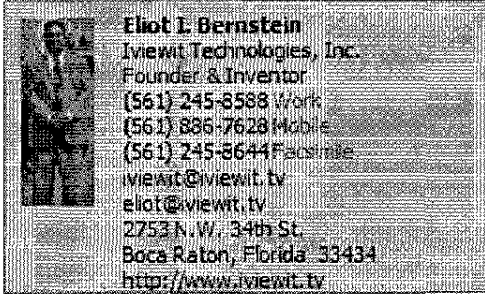 Eliot I. Bernstein
Iviewit Technologies, Inc.
Founder & Inventor
(561) 245-8588 Work
(561) 886-7628 Mobile
(561) 245-8644 Facsimile
iviewit@iviewit.tv
eliot@iviewit.tv
2753 N.W. 34th St.
Boca Raton, Florida 33434
http://www.iviewit.tv